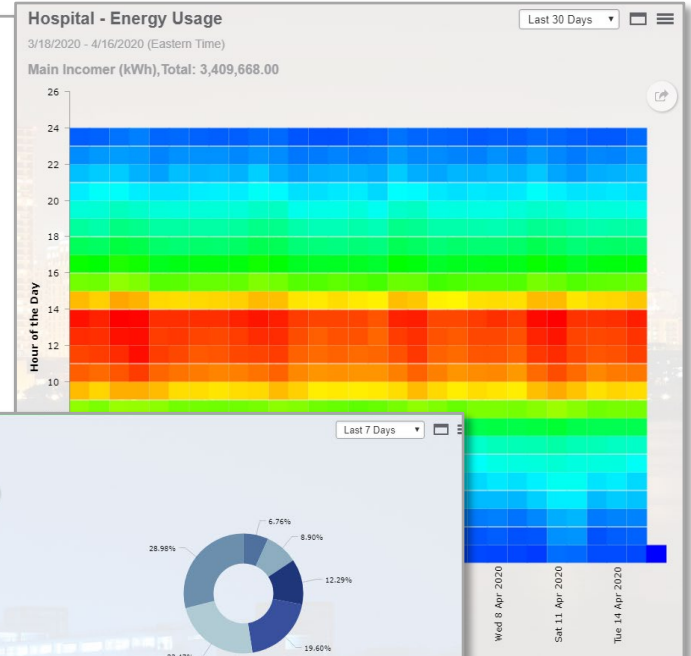 Hospital - Energy Usage
Last 30 Days
3/18/2020 - 4/16/2020 (Eastern Time)
Main Incomer (kWh),Total: 3,409,668.00
26
24
22
20
18
16
14
12
10
Hour of the Day
Last 7 Days
6.76%
8.90%
12.29%
19.60%
28.98%
Wed 8 Apr 2020
Sat 11 Apr 2020
Tue 14 Apr 2020